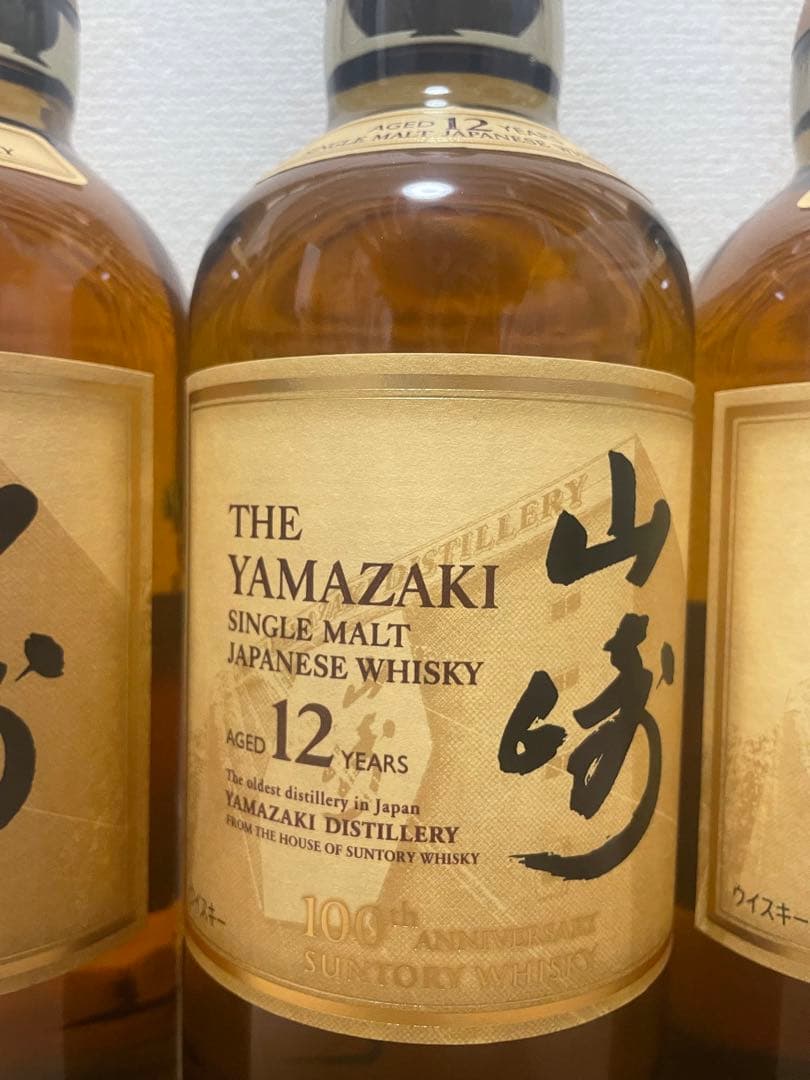 AGED 12 YEARS
SINGLE MALT JAPANESE WHISKY
THE
YAMAZAKI
SINGLE MALT
JAPANESE WHISKY
AGED 12 YEARS
The oldest distillery in Japan
YAMAZAKI DISTILLERY
FROM THE HOUSE OF SUNTORY WHISKY
山崎
DISTILLERY
100th ANNIVERSARY
SUNTORY WHISKY
ウイスキー
ウイスキー